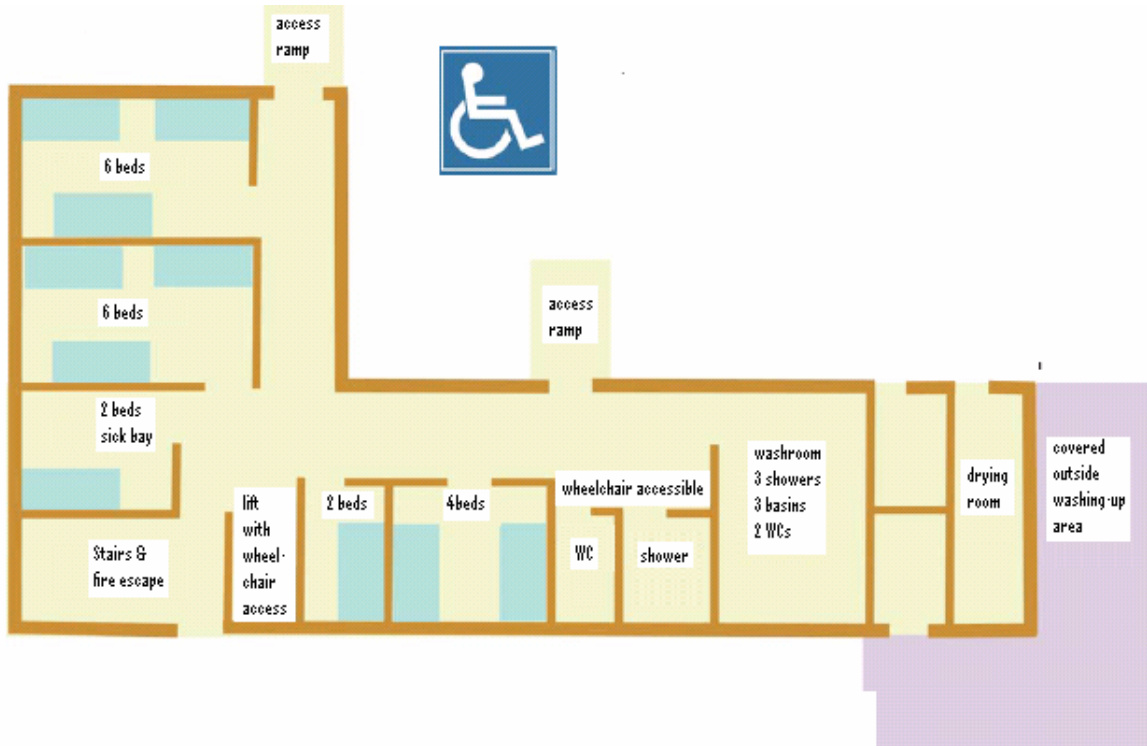 access
ramp
6 beds
6 beds
access
ramp
2 beds
sick bay
Stairs &
fire escape
lift
with
wheel-
chair
access
2 beds
4beds
wheelchair accessible
WC
shower
washroom
3 showers
3 basins
2 WCs
drying
room
covered
outside
washing-up
area